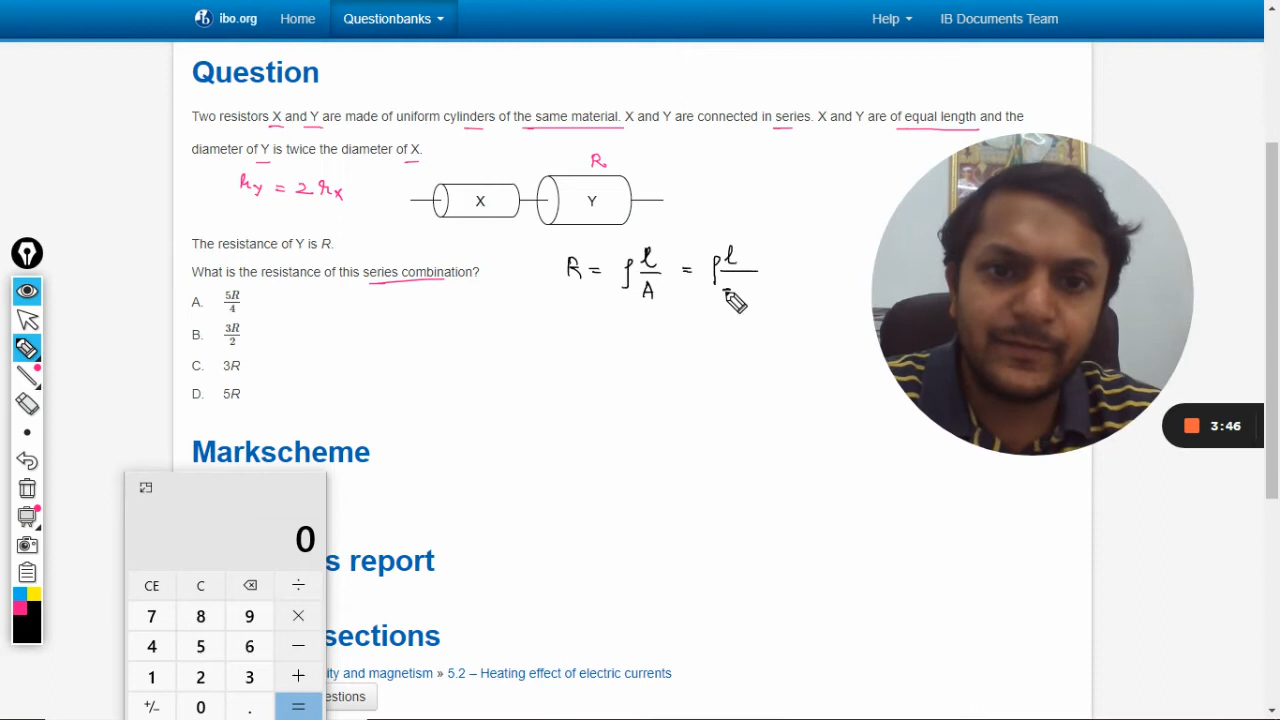 ibo.org Home Questionbanks Help IB Documents Team
Question
Two resistors X and Y are made of uniform cylinders of the same material. X and Y are connected in series. X and Y are of equal length and the
diameter of Y is twice the diameter of X.
R
r_Y = 2 r_X
X Y
The resistance of Y is R.
What is the resistance of this series combination?
R = ρ l/A = ρl
A. 5R/4
B. 3R/2
C. 3R
D. 5R
3:46
Markscheme
0
s report
CE C ÷
7 8 9 ×
sections
4 5 6 −
ity and magnetism » 5.2 – Heating effect of electric currents
1 2 3 +
estions
+/− 0 . =